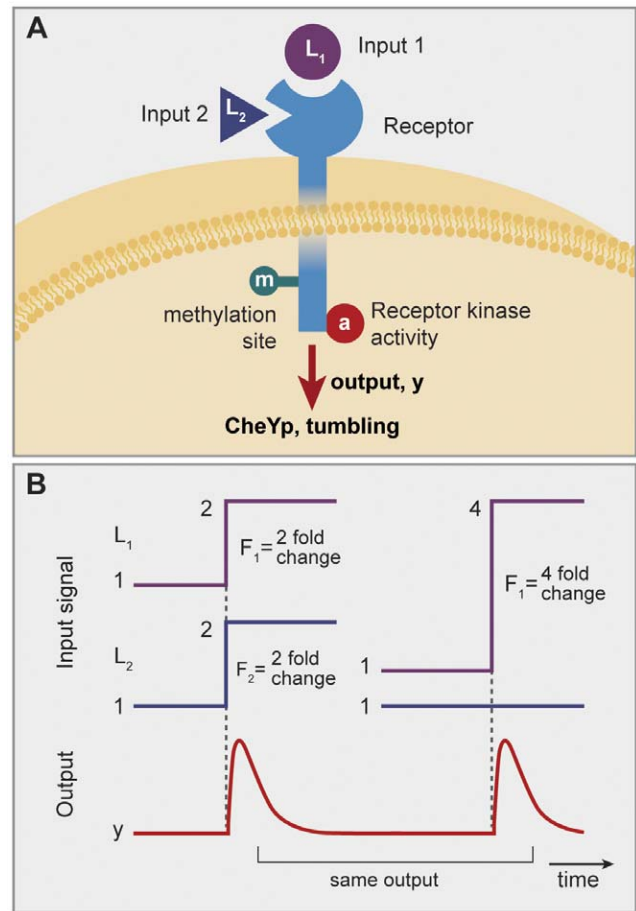 A
L1
Input 1
Input 2
L2
Receptor
m
methylation
site
a
Receptor kinase
activity
output, y
CheYp, tumbling
B
Input signal
L1
2
1
F1= 2 fold
change
4
1
F1= 4 fold
change
L2
2
1
F2= 2 fold
change
1
Output
y
same output
time